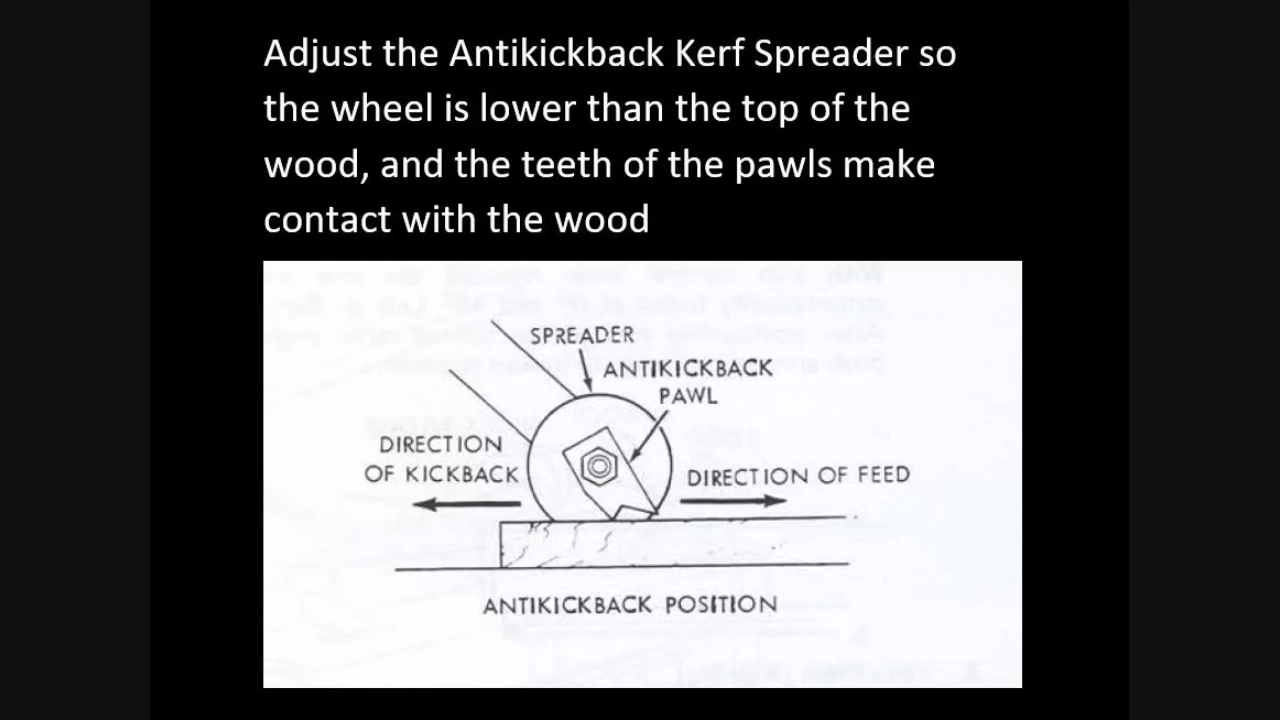 Adjust the Antikickback Kerf Spreader so
the wheel is lower than the top of the
wood, and the teeth of the pawls make
contact with the wood
SPREADER
ANTIKICKBACK
PAWL
DIRECTION
OF KICKBACK
DIRECTION OF FEED
ANTIKICKBACK POSITION